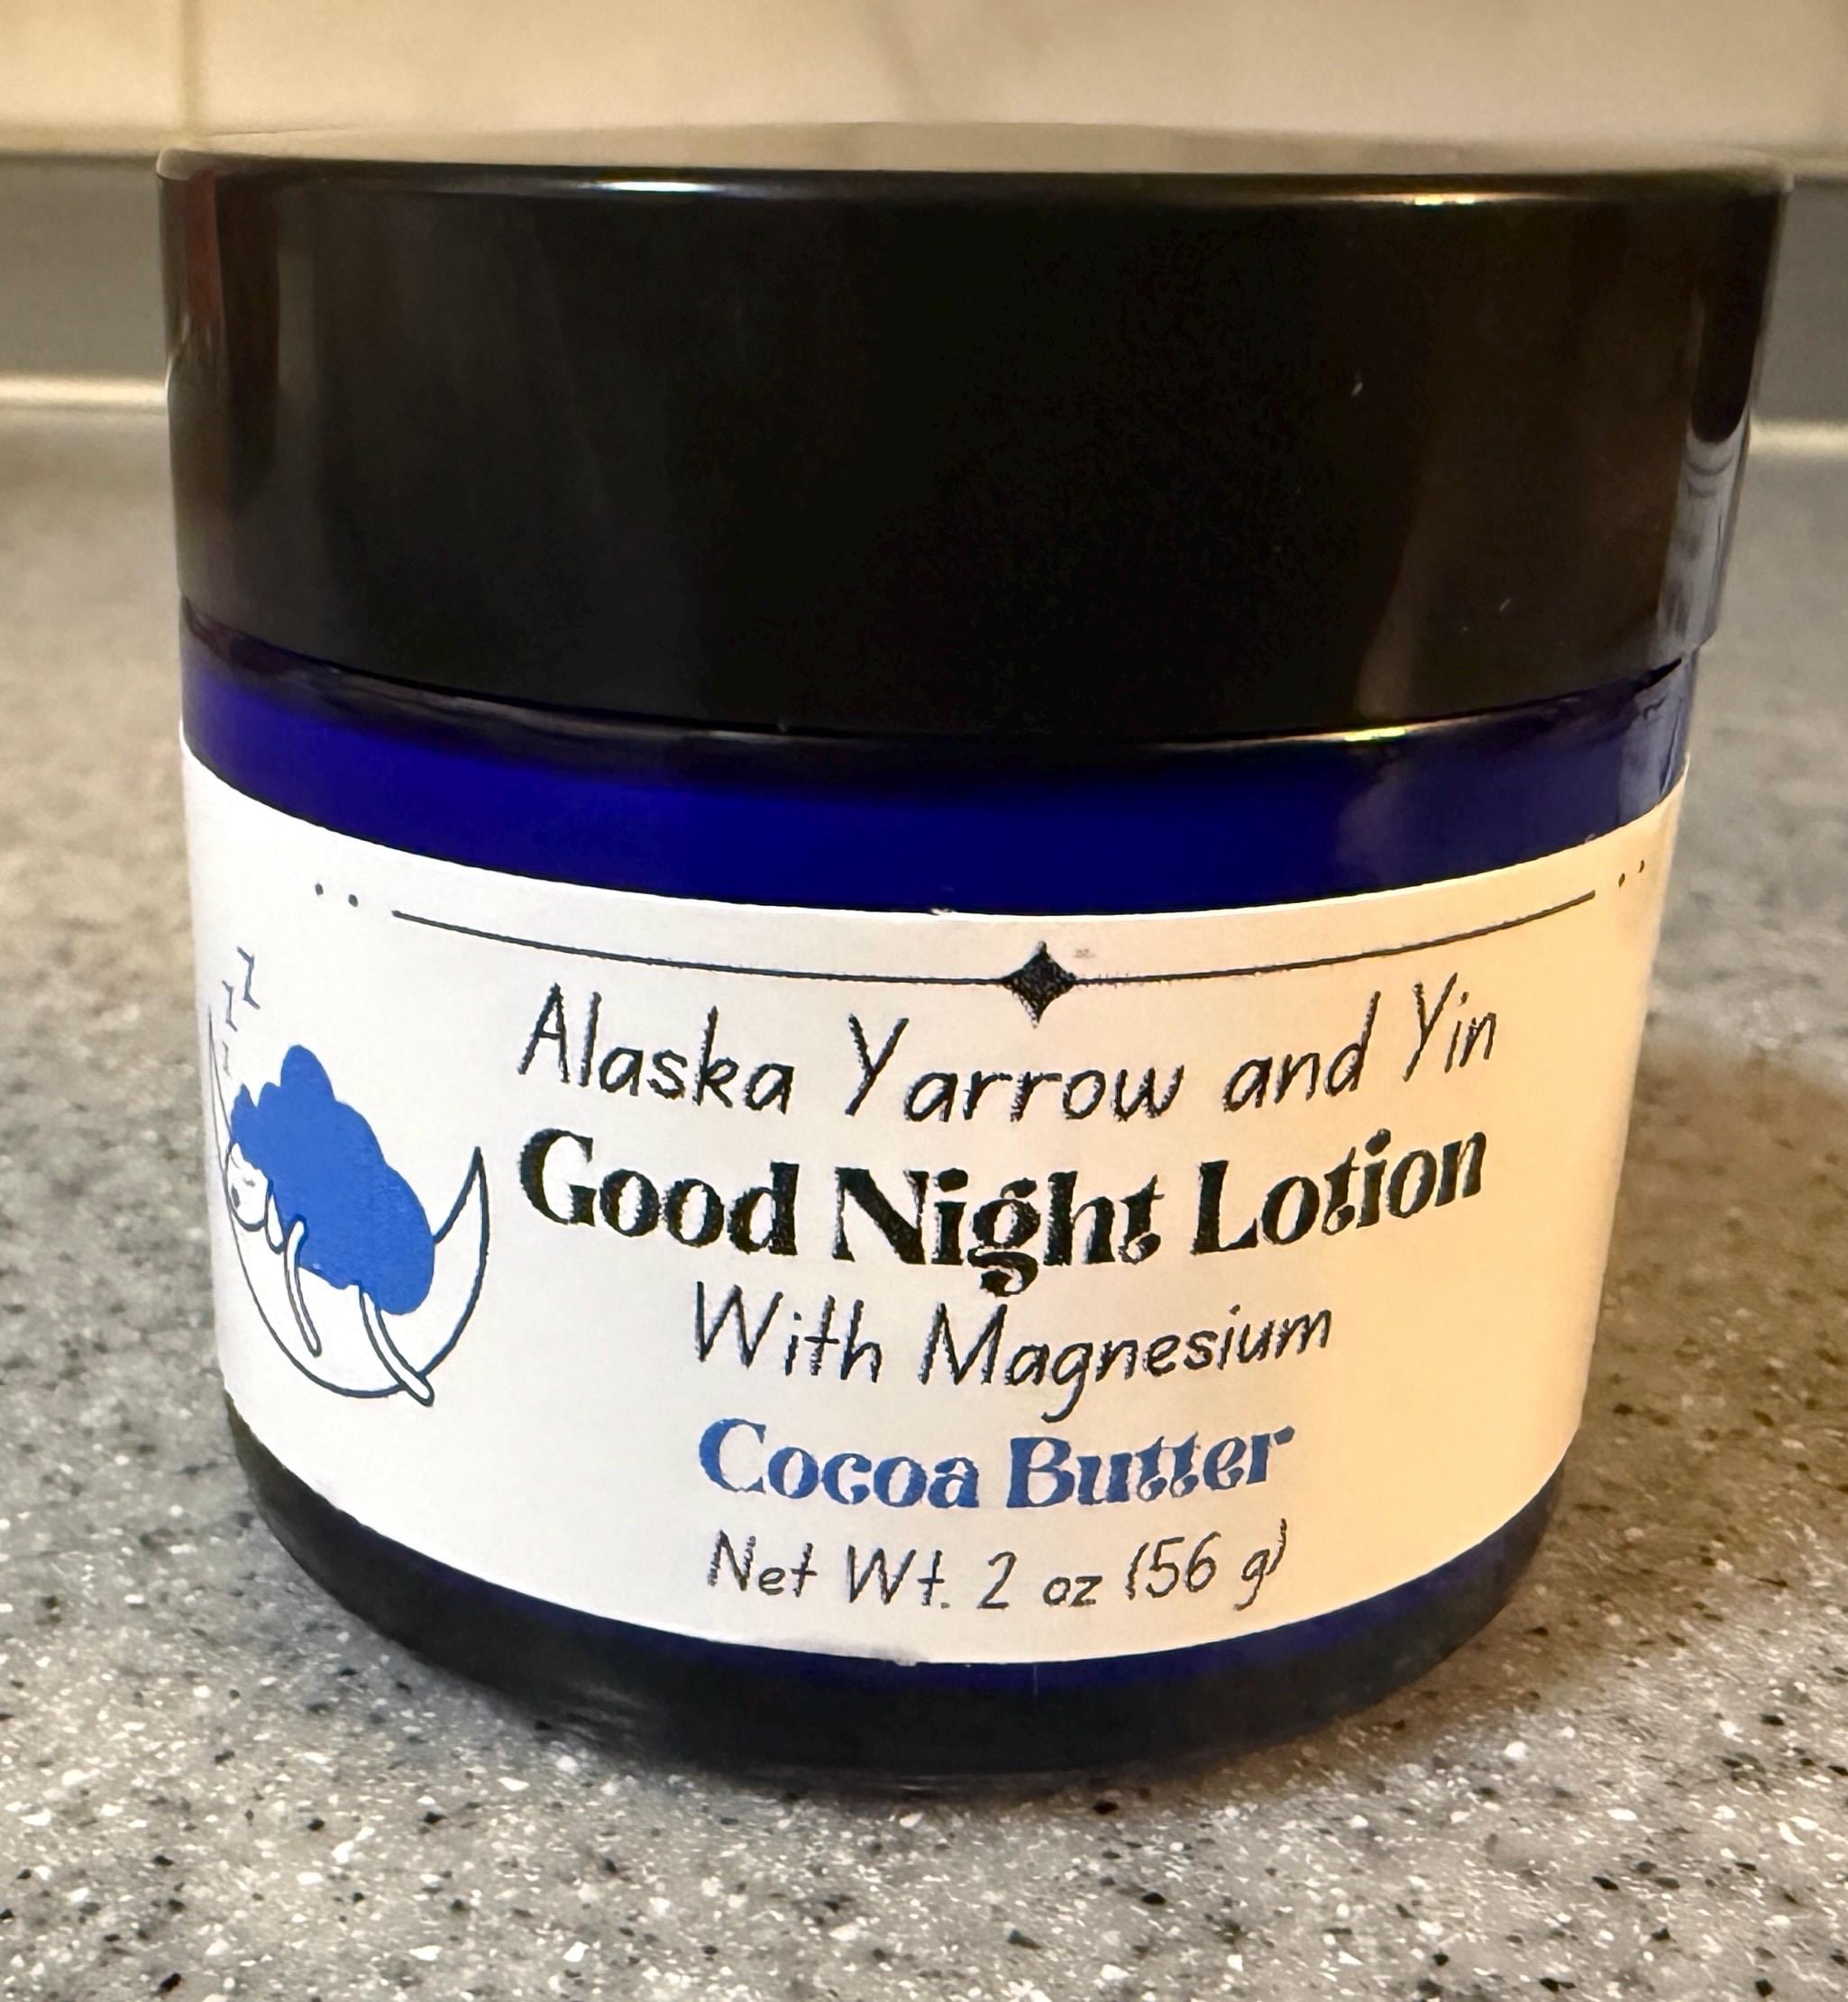 z z z
Alaska Yarrow and Yin
Good Night Lotion
With Magnesium
Cocoa Butter
Net Wt. 2 oz (56 g)